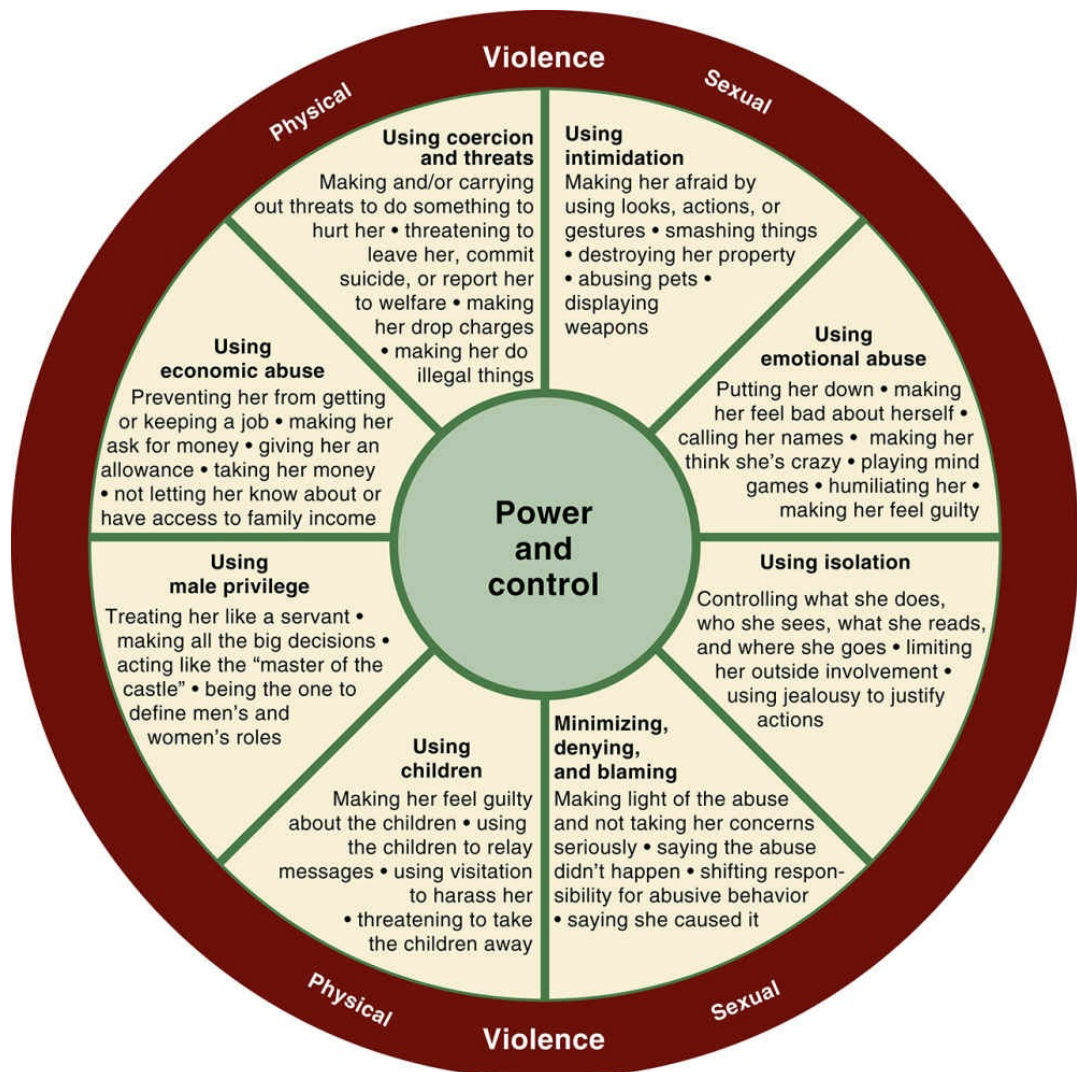 Violence
Physical
Sexual
Using coercion
and threats
Making and/or carrying
out threats to do something to
hurt her • threatening to
leave her, commit
suicide, or report her
to welfare • making
her drop charges
• making her do
illegal things
Using
intimidation
Making her afraid by
using looks, actions, or
gestures • smashing things
• destroying her property
• abusing pets •
displaying
weapons
Using
emotional abuse
Putting her down • making
her feel bad about herself •
calling her names • making her
think she’s crazy • playing mind
games • humiliating her •
making her feel guilty
Using isolation
Controlling what she does,
who she sees, what she reads,
and where she goes • limiting
her outside involvement •
using jealousy to justify
actions
Minimizing,
denying,
and blaming
Making light of the abuse
and not taking her concerns
seriously • saying the abuse
didn’t happen • shifting respon-
sibility for abusive behavior
• saying she caused it
Using
children
Making her feel guilty
about the children • using
the children to relay
messages • using visitation
to harass her
• threatening to take
the children away
Using
male privilege
Treating her like a servant •
making all the big decisions •
acting like the “master of the
castle” • being the one to
define men’s and
women’s roles
Using
economic abuse
Preventing her from getting
or keeping a job • making her
ask for money • giving her an
allowance • taking her money
• not letting her know about or
have access to family income
Power
and
control
Physical
Sexual
Violence